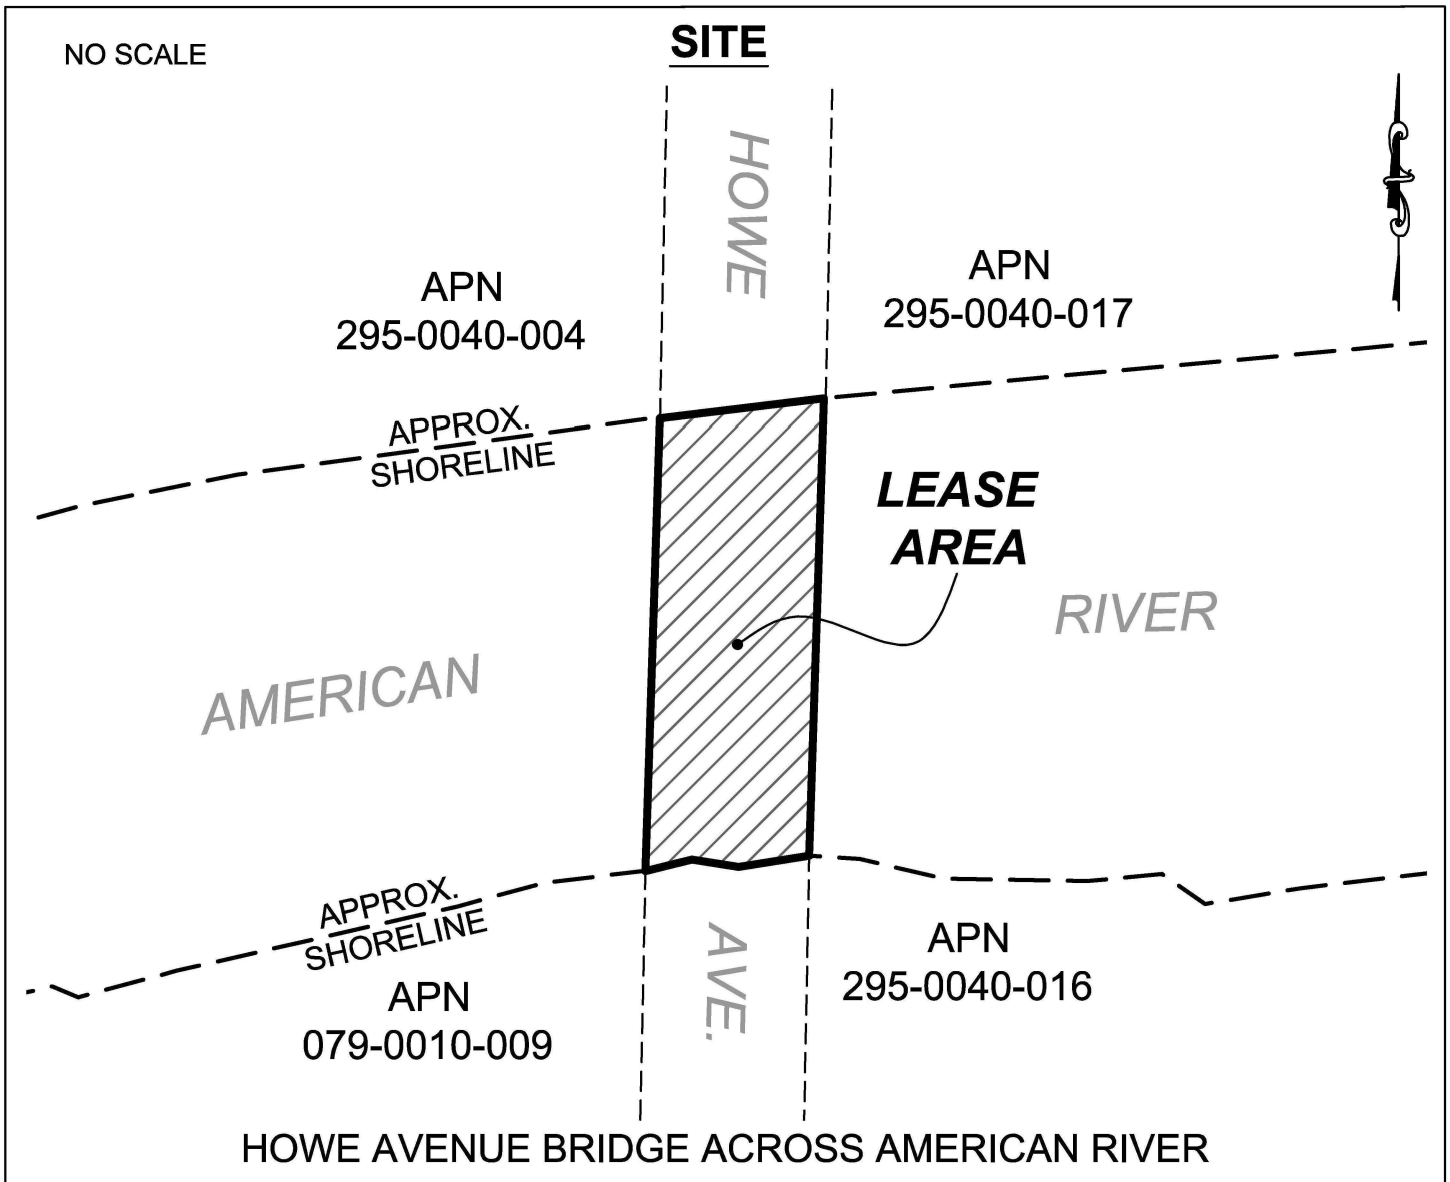 NO SCALE
SITE
HOWE
APN
295-0040-004
APN
295-0040-017
APPROX.
SHORELINE
LEASE
AREA
RIVER
AMERICAN
APPROX.
SHORELINE
APN
079-0010-009
AVE.
APN
295-0040-016
HOWE AVENUE BRIDGE ACROSS AMERICAN RIVER